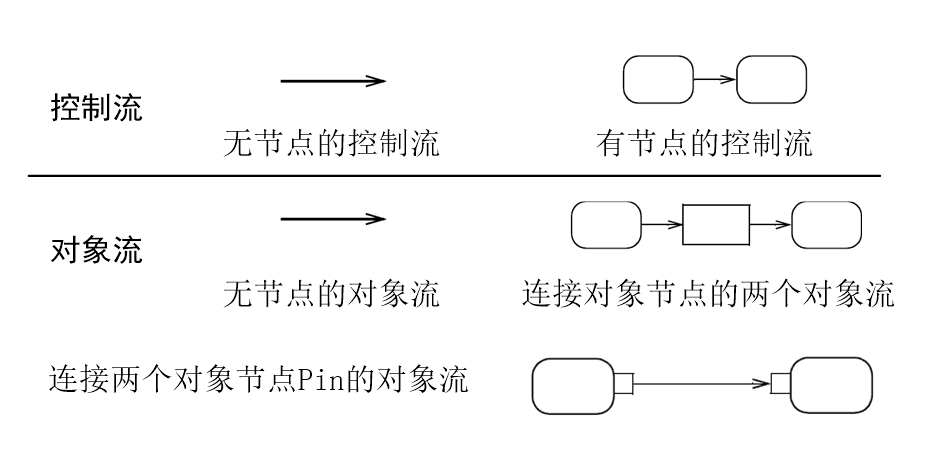 控制流
无节点的控制流
有节点的控制流
对象流
无节点的对象流
连接对象节点的两个对象流
连接两个对象节点Pin的对象流